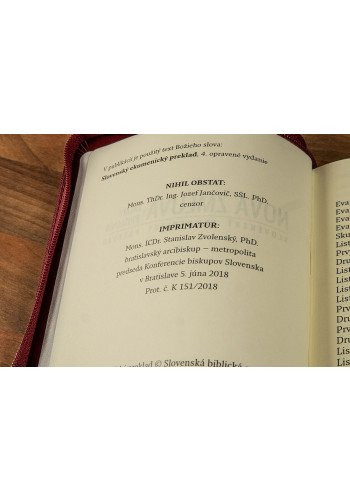 V publikácii je použitý text Božieho slova:
Slovenský ekumenický preklad, 4. opravené vydanie
NIHIL OBSTAT:
Mons. ThDr. Ing. Jozef Jančovič, SSL. PhD.
cenzor
IMPRIMATUR:
Mons. ICDr. Stanislav Zvolenský, PhD.
bratislavský arcibiskup — metropolita
predseda Konferencie biskupov Slovenska
v Bratislave 5. júna 2018
Prot. č. K 151/2018
preklad © Slovenská biblická
Eva
Eva
Eva
Sku
List
Prv
Dru
List
List
List
List
Prv
Dru
Prv
Dru
List
List